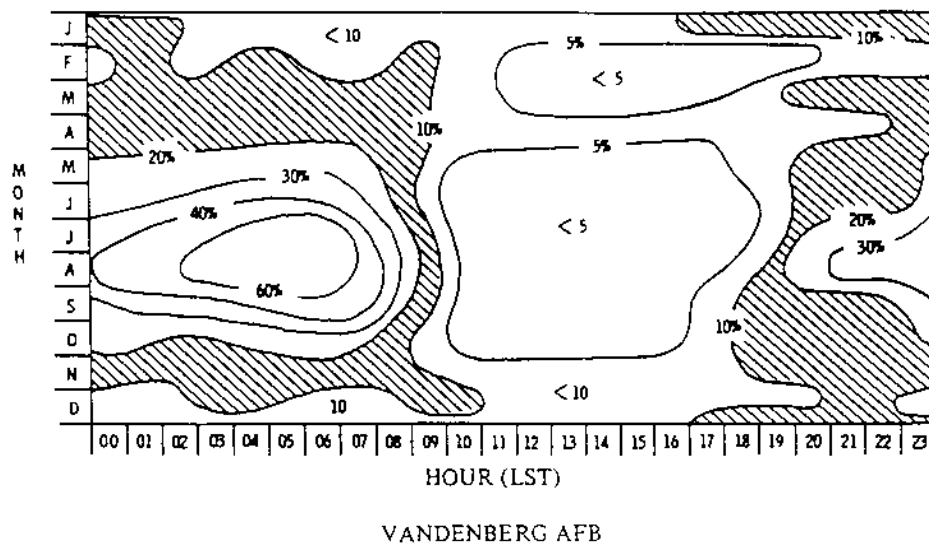 J
< 10
5%
10%
F
< 5
M
A
10%
20%
5%
M
30%
J
40%
20%
J
< 5
30%
A
60%
S
10%
O
N
< 10
D
10
MONTH
00 01 02 03 04 05 06 07 08 09 10 11 12 13 14 15 16 17 18 19 20 21 22 23
HOUR (LST)
VANDENBERG AFB